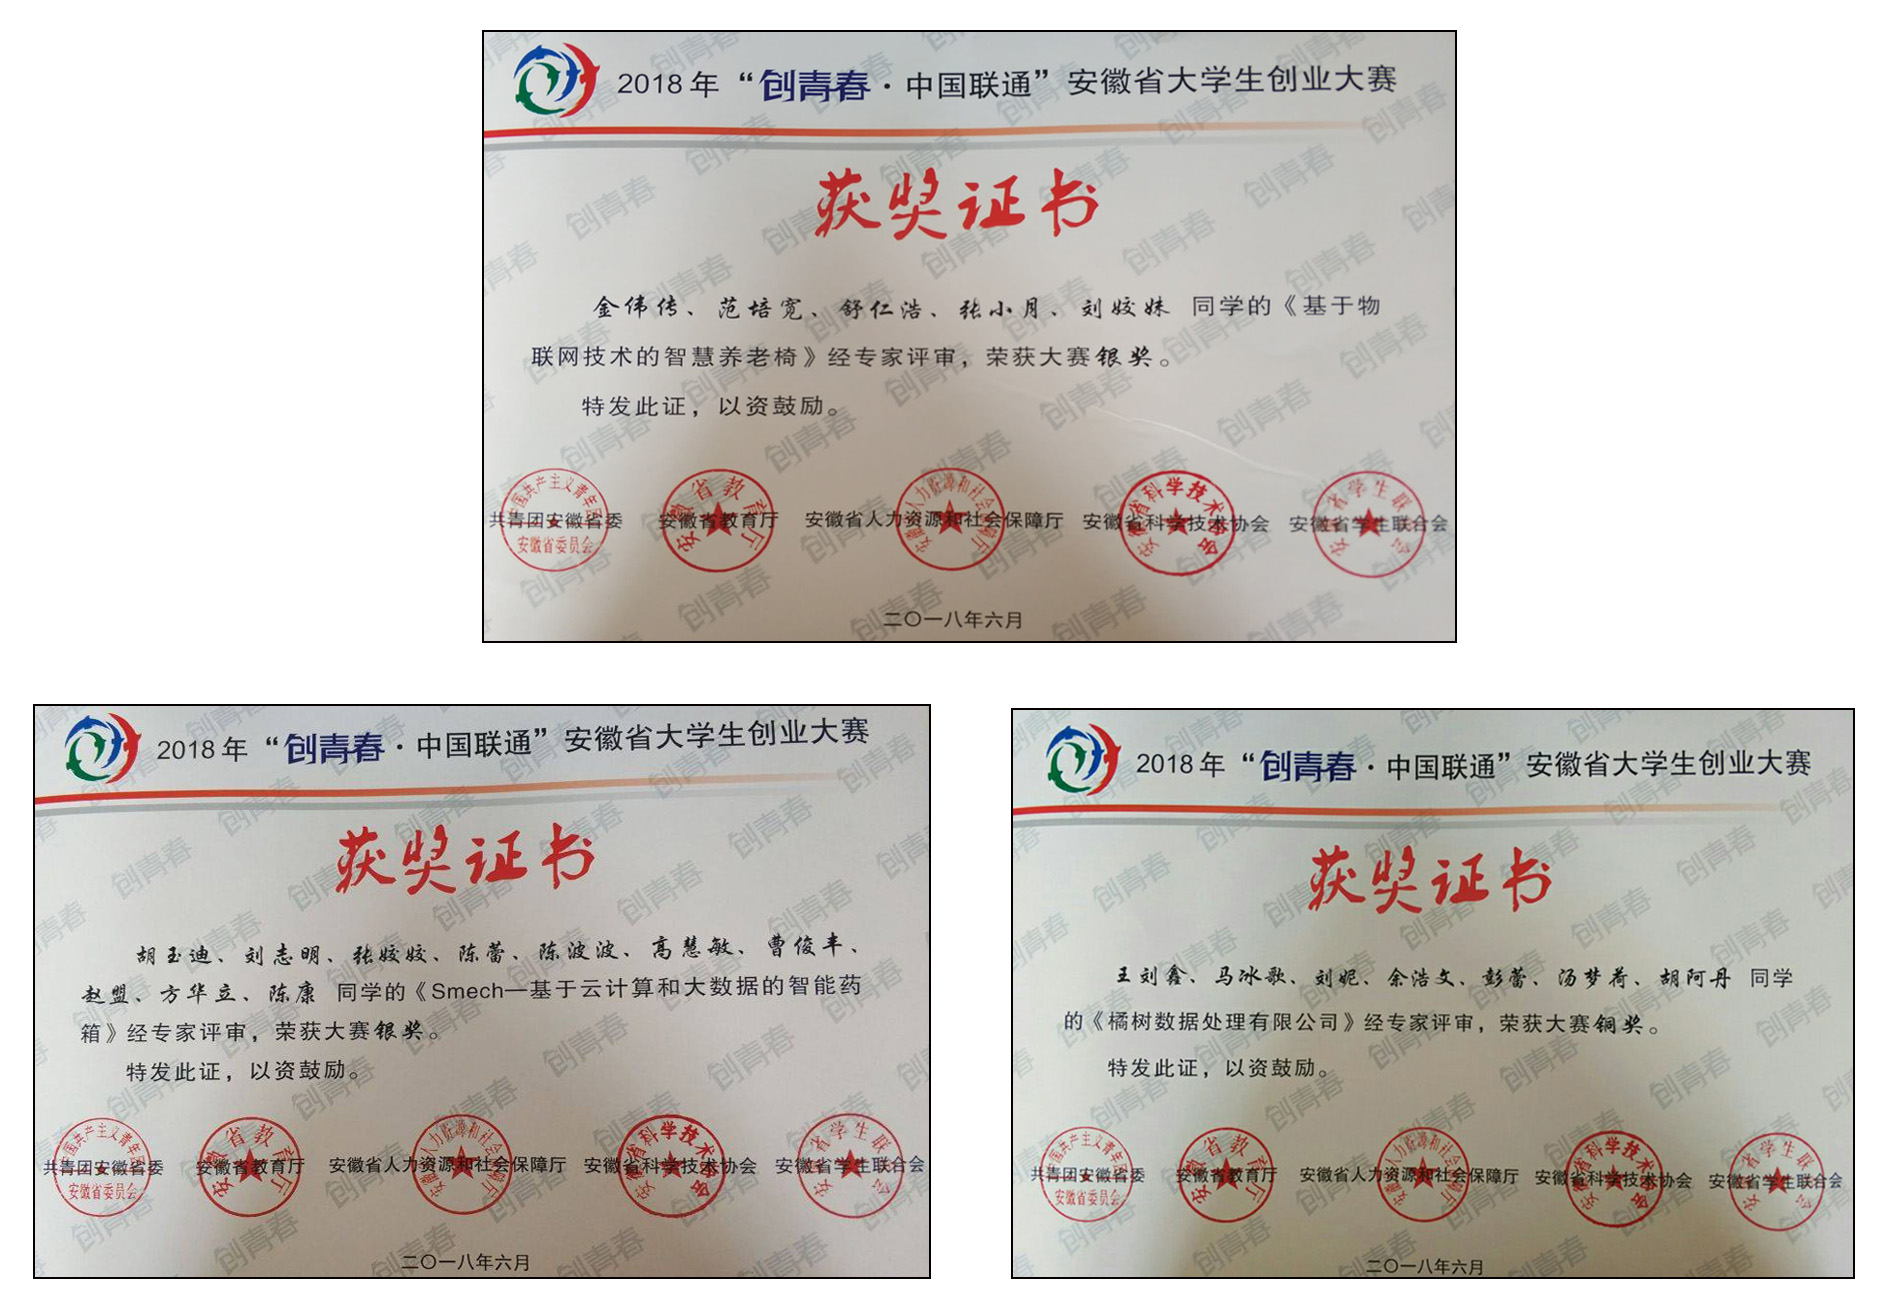 2018年“创青春·中国联通”安徽省大学生创业大赛
获奖证书
金伟传、范培宽、舒仁浩、张小月、刘姣妹 同学的《基于物
联网技术的智慧养老椅》经专家评审，荣获大赛银奖。
特发此证，以资鼓励。
共青团安徽省委 安徽省教育厅 安徽省人力资源和社会保障厅 安徽省科学技术协会 安徽省学生联合会
二〇一八年六月
2018年“创青春·中国联通”安徽省大学生创业大赛
获奖证书
胡玉迪、刘志明、张姣姣、陈蕾、陈波波、高慧敏、曹俊丰、
赵盟、方华立、陈康 同学的《Smech—基于云计算和大数据的智能药
箱》经专家评审，荣获大赛银奖。
特发此证，以资鼓励。
共青团安徽省委 安徽省教育厅 安徽省人力资源和社会保障厅 安徽省科学技术协会 安徽省学生联合会
二〇一八年六月
2018年“创青春·中国联通”安徽省大学生创业大赛
获奖证书
王刘鑫、马冰歌、刘妮、余浩文、彭蕾、汤梦荷、胡阿丹 同学
的《橘树数据处理有限公司》经专家评审，荣获大赛铜奖。
特发此证，以资鼓励。
共青团安徽省委 安徽省教育厅 安徽省人力资源和社会保障厅 安徽省科学技术协会 安徽省学生联合会
二〇一八年六月